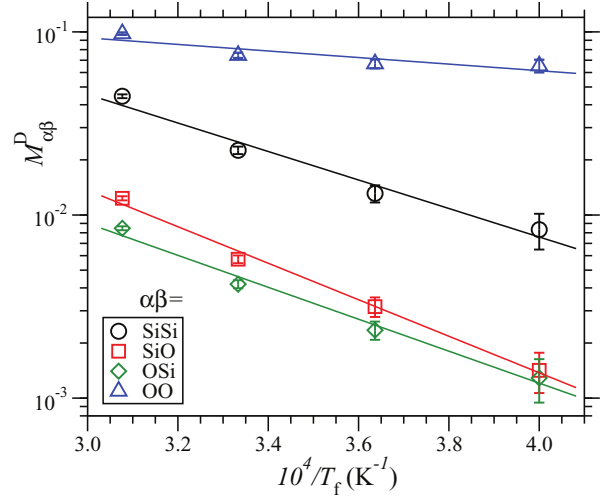 10^-1
10^-2
10^-3
M^D_αβ
αβ=
SiSi
SiO
OSi
OO
3.0 3.2 3.4 3.6 3.8 4.0
10^4/T_f (K^-1)